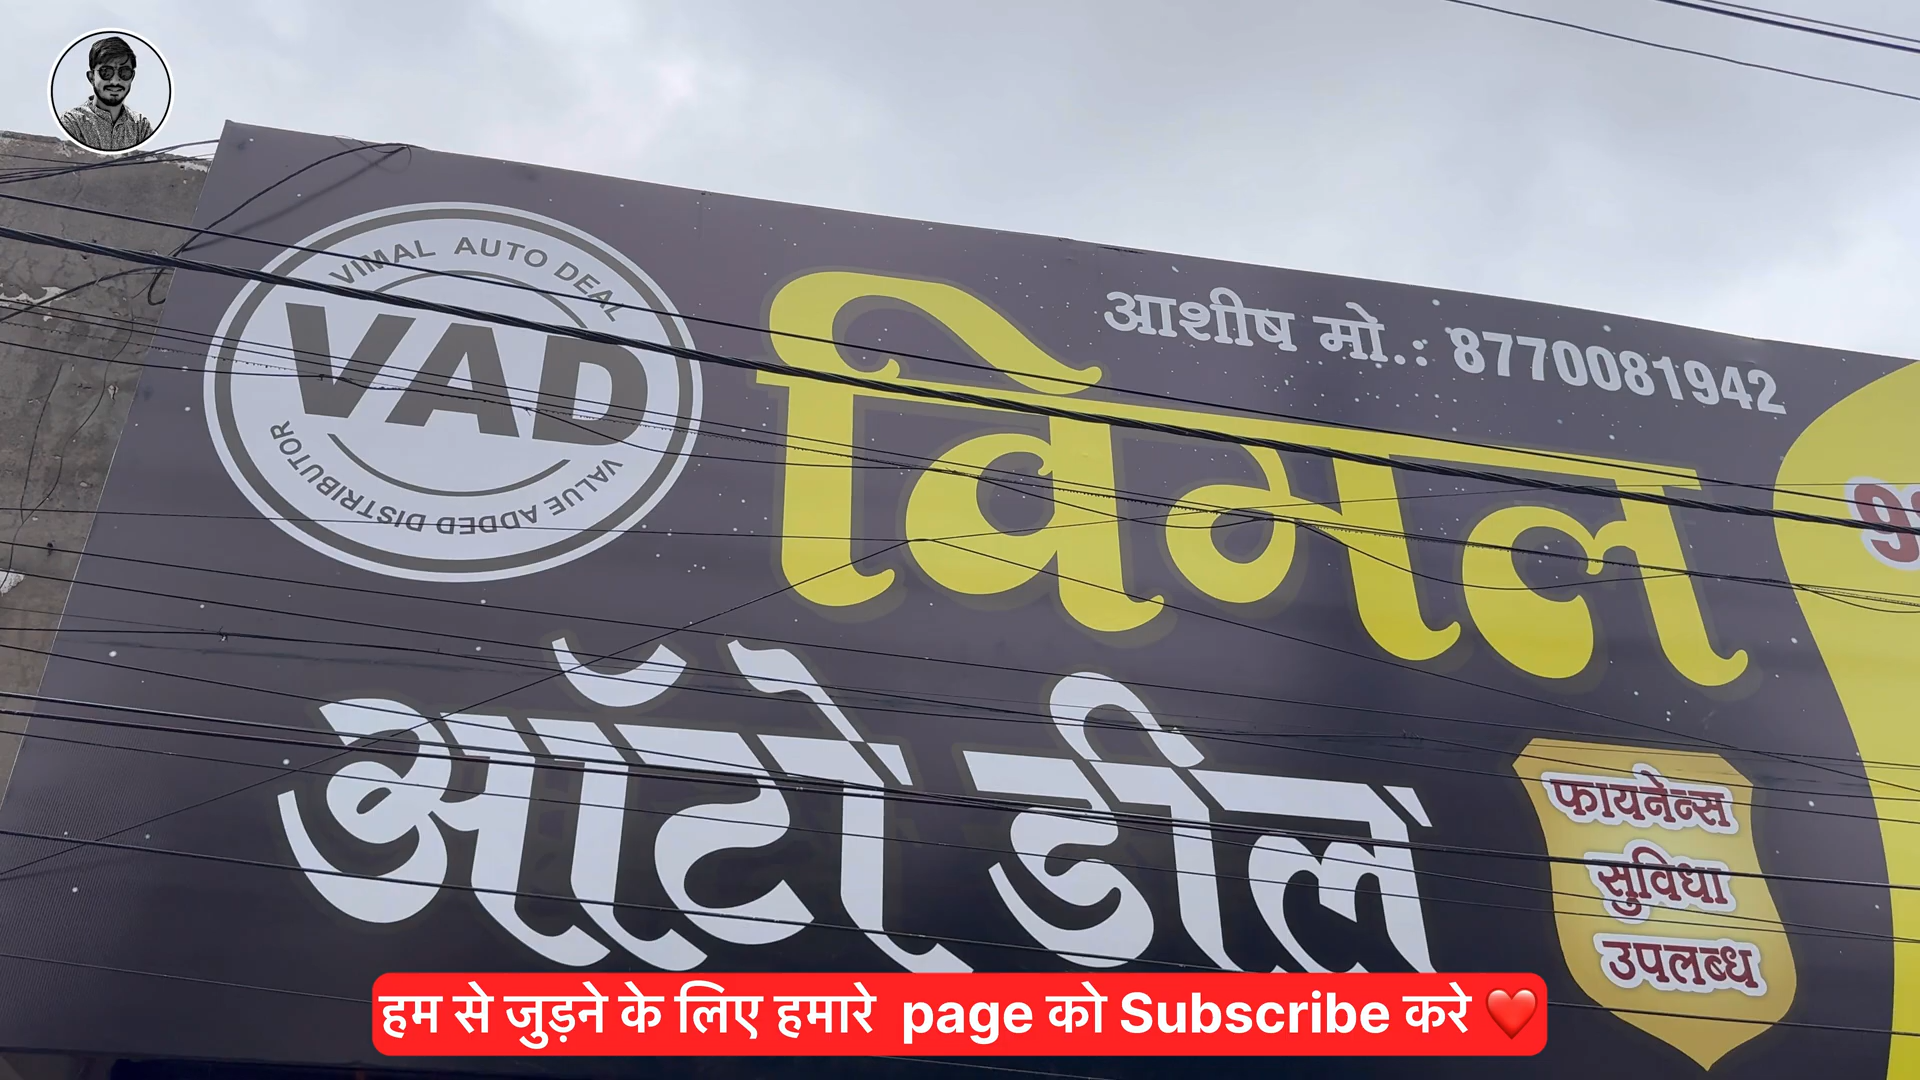 VIMAL AUTO DEAL
VAD
VALUE ADDED DISTRIBUTOR
आशीष मो.: 8770081942
विमल
ऑटो डील
फायनेन्स
सुविधा
उपलब्ध
हम से जुड़ने के लिए हमारे page को Subscribe करे ❤️